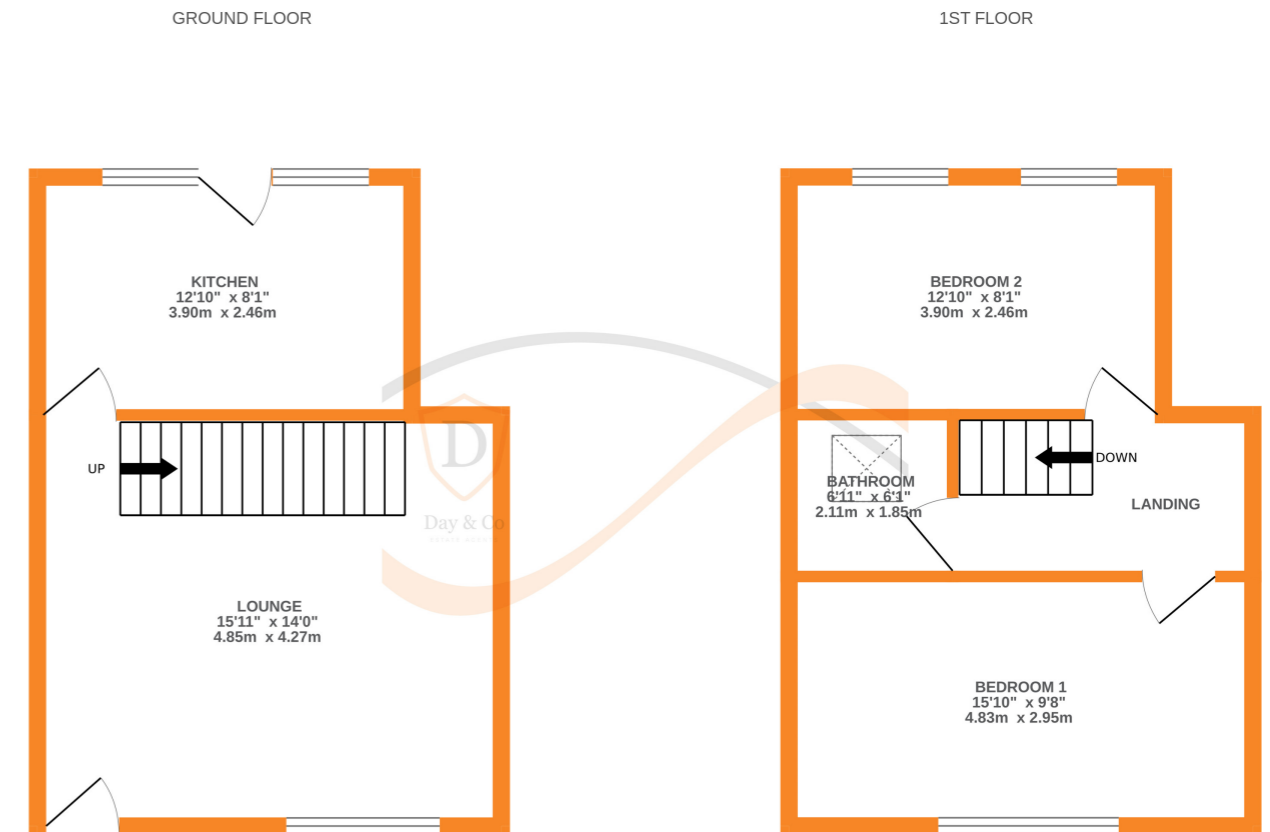 GROUND FLOOR
1ST FLOOR
KITCHEN
12'10" x 8'1"
3.90m x 2.46m
UP
LOUNGE
15'11" x 14'0"
4.85m x 4.27m
D
Day & Co
BEDROOM 2
12'10" x 8'1"
3.90m x 2.46m
DOWN
BATHROOM
6'11" x 6'1"
2.11m x 1.85m
LANDING
BEDROOM 1
15'10" x 9'8"
4.83m x 2.95m